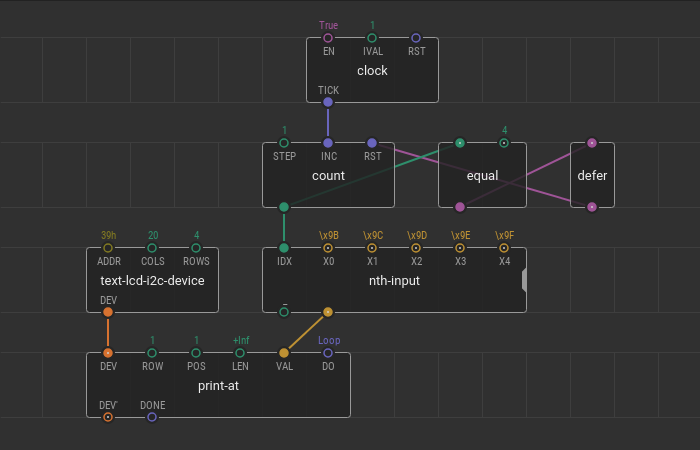 True 1
EN IVAL RST
clock
TICK
1 4
STEP INC RST
count equal defer
39h 20 4 \x9B \x9C \x9D \x9E \x9F
ADDR COLS ROWS IDX X0 X1 X2 X3 X4
text-lcd-i2c-device nth-input
DEV
1 1 +Inf Loop
DEV ROW POS LEN VAL DO
print-at
DEV' DONE